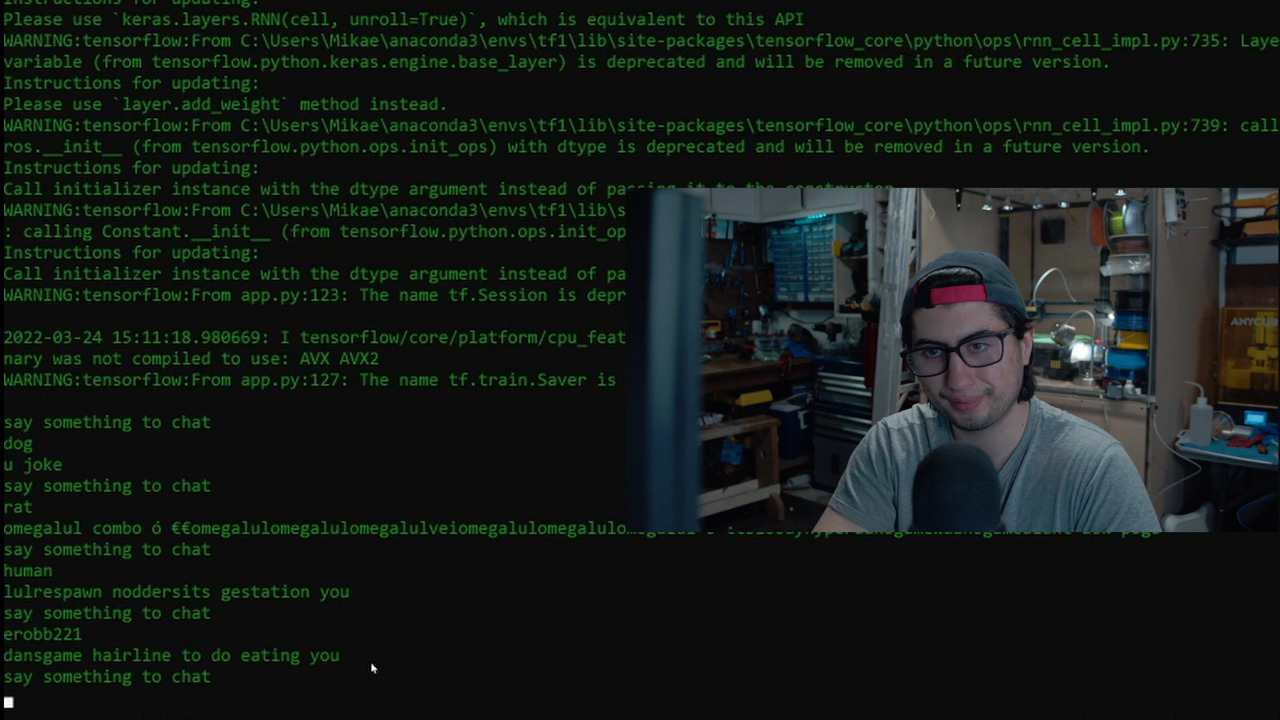 Please use `keras.layers.RNN(cell, unroll=True)`, which is equivalent to this API
WARNING:tensorflow:From C:\Users\Mikae\anaconda3\envs\tf1\lib\site-packages\tensorflow_core\python\ops\rnn_cell_impl.py:735: Laye
variable (from tensorflow.python.keras.engine.base_layer) is deprecated and will be removed in a future version.
Instructions for updating:
Please use `layer.add_weight` method instead.
WARNING:tensorflow:From C:\Users\Mikae\anaconda3\envs\tf1\lib\site-packages\tensorflow_core\python\ops\rnn_cell_impl.py:739: call
ros.__init__ (from tensorflow.python.ops.init_ops) with dtype is deprecated and will be removed in a future version.
Instructions for updating:
Call initializer instance with the dtype argument instead of passing it to the constructor
WARNING:tensorflow:From C:\Users\Mikae\anaconda3\envs\tf1\lib\s
: calling Constant.__init__ (from tensorflow.python.ops.init_op
Instructions for updating:
Call initializer instance with the dtype argument instead of pa
WARNING:tensorflow:From app.py:123: The name tf.Session is depr
2022-03-24 15:11:18.980669: I tensorflow/core/platform/cpu_feat
nary was not compiled to use: AVX AVX2
WARNING:tensorflow:From app.py:127: The name tf.train.Saver is
say something to chat
dog
u joke
say something to chat
rat
omegalul combo ó €€omegalulomegalulomegalulveiomegalulomegalulo
say something to chat
human
lulrespawn noddersits gestation you
say something to chat
erobb221
dansgame hairline to do eating you
say something to chat
ANYCUB